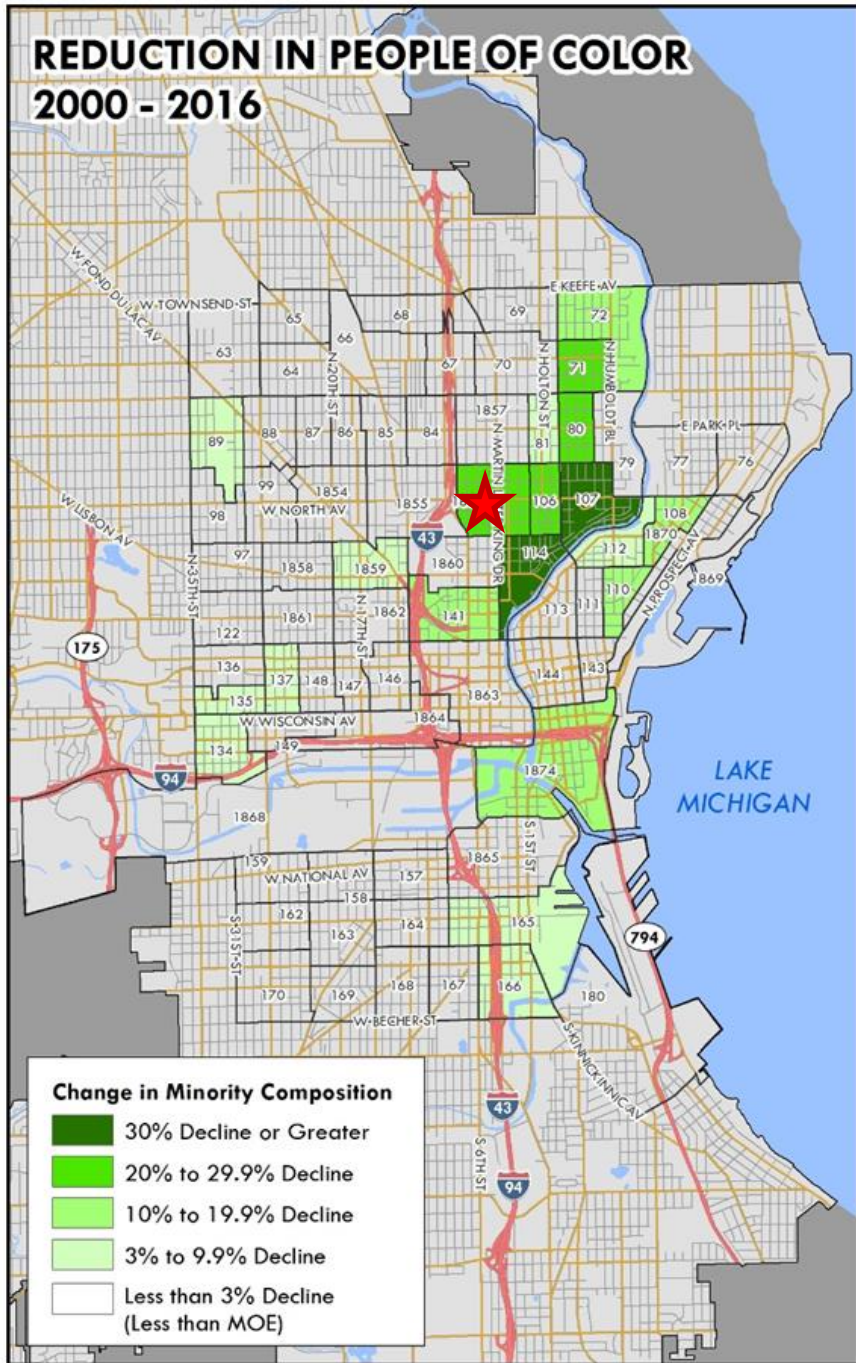 REDUCTION IN PEOPLE OF COLOR
2000 - 2016
W FOND DU LAC AV
W TOWNSEND ST
E KEEFE AV
65
68
69
72
66
63
N 20TH ST
67
70
N HOLTON ST
71
N HUMBOLDT BL
64
1857
89
88
87
86
85
84
N MARTIN
81
80
E PARK PL
79
77
76
99
1854
1855
106
107
W NORTH AV
W LISBON AV
98
43
KING DR
108
1870
N 35TH ST
97
1858
1859
1860
114
112
N PROSPECT AV
1869
110
113
111
1861
N 17TH ST
1862
141
122
175
136
137
148
147
146
1863
144
143
135
W WISCONSIN AV
1864
134
149
94
1874
LAKE
MICHIGAN
1868
S 1ST ST
159
1865
W NATIONAL AV
157
158
162
164
165
S 31ST ST
163
794
170
169
168
167
166
180
W BECHER ST
S KINNICKINNIC AV
43
S 6TH ST
94
Change in Minority Composition
30% Decline or Greater
20% to 29.9% Decline
10% to 19.9% Decline
3% to 9.9% Decline
Less than 3% Decline
(Less than MOE)